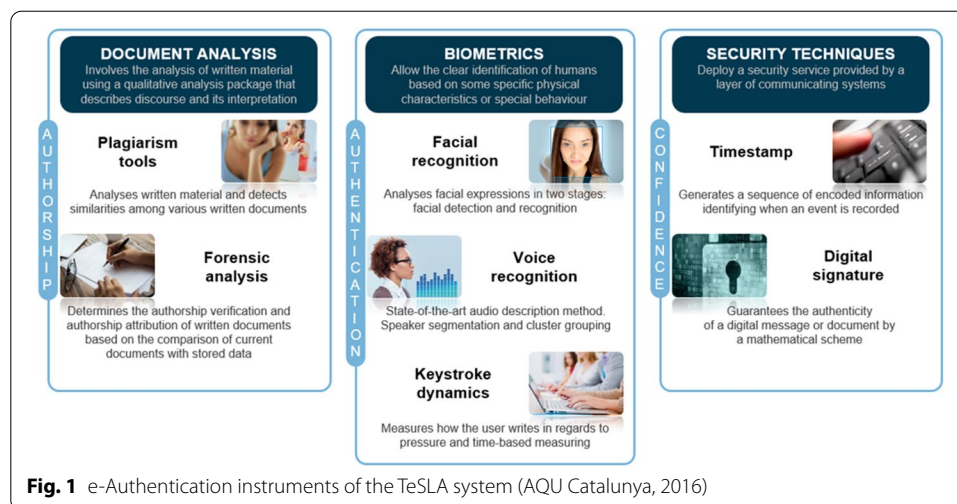 DOCUMENT ANALYSIS
Involves the analysis of written material
using a qualitative analysis package that
describes discourse and its interpretation
AUTHORSHIP
Plagiarism
tools
Analyses written material and detects
similarities among various written documents
Forensic
analysis
Determines the authorship verification and
authorship attribution of written documents
based on the comparison of current
documents with stored data
BIOMETRICS
Allow the clear identification of humans
based on some specific physical
characteristics or special behaviour
AUTHENTICATION
Facial
recognition
Analyses facial expressions in two stages:
facial detection and recognition
Voice
recognition
State-of-the-art audio description method.
Speaker segmentation and cluster grouping
Keystroke
dynamics
Measures how the user writes in regards to
pressure and time-based measuring
SECURITY TECHNIQUES
Deploy a security service provided by a
layer of communicating systems
CONFIDENCE
Timestamp
Generates a sequence of encoded information
identifying when an event is recorded
Digital
signature
Guarantees the authenticity
of a digital message or document by
a mathematical scheme
Fig. 1 e-Authentication instruments of the TeSLA system (AQU Catalunya, 2016)